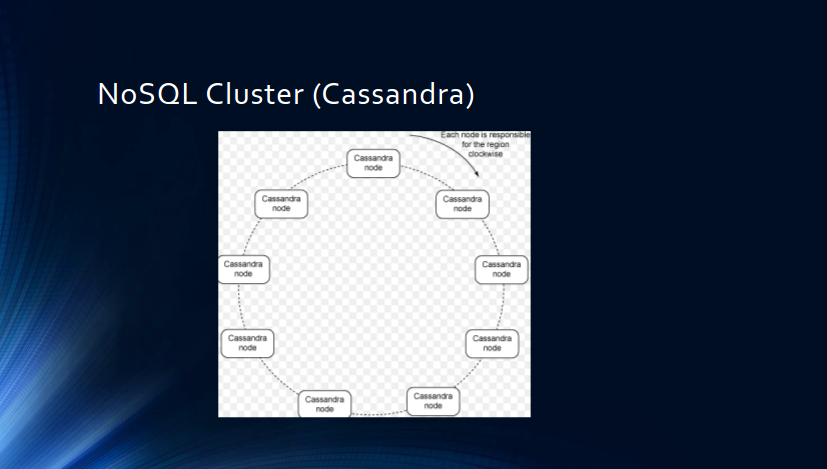 NoSQL Cluster (Cassandra)
Each node is responsible
for the region
clockwise
Cassandra
node
Cassandra
node
Cassandra
node
Cassandra
node
Cassandra
node
Cassandra
node
Cassandra
node
Cassandra
node
Cassandra
node